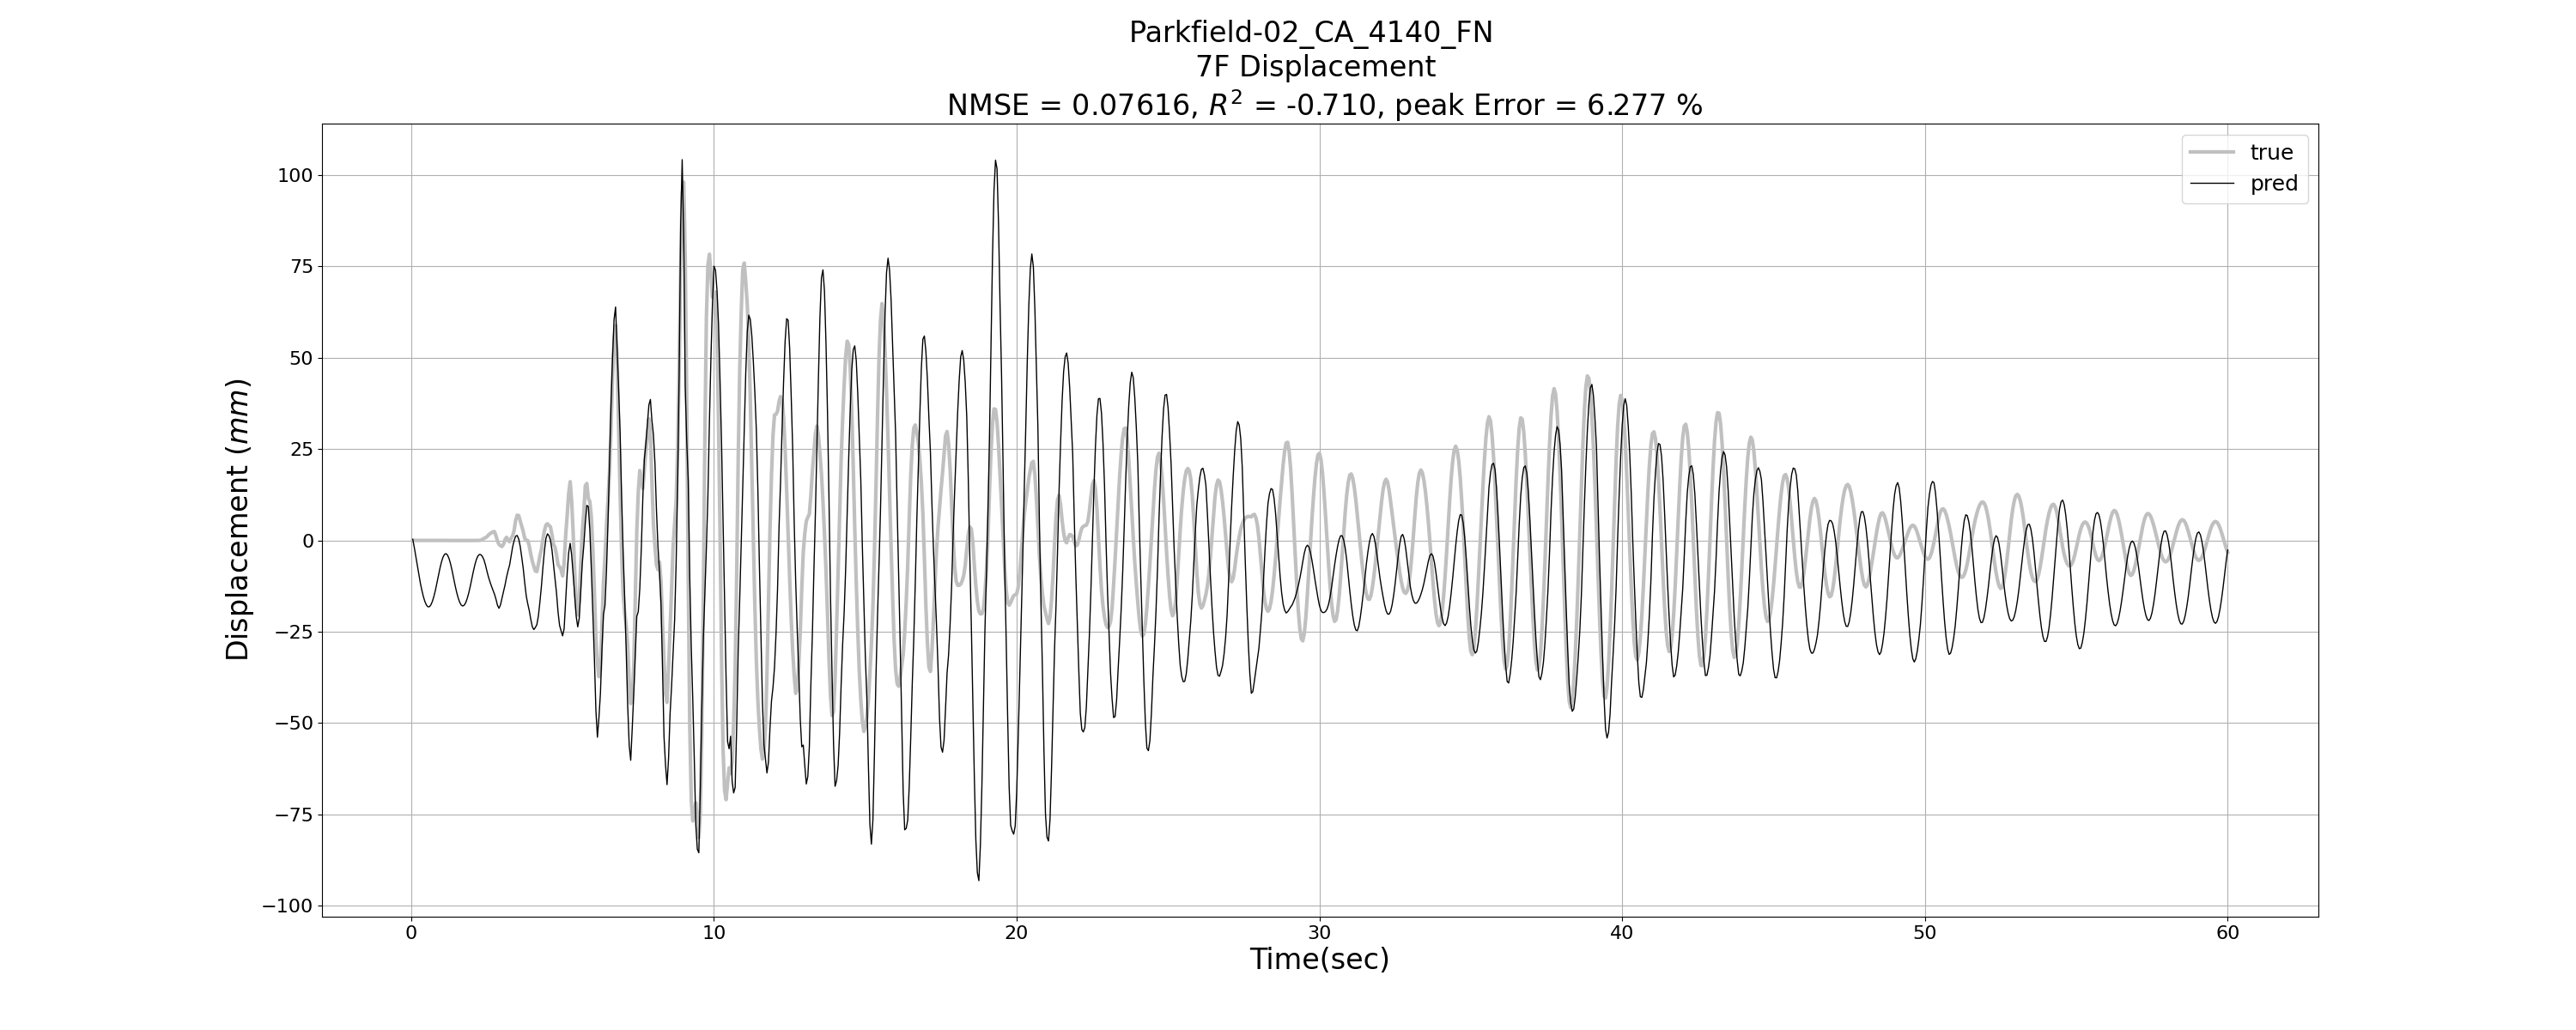 Parkfield-02_CA_4140_FN
7F Displacement
NMSE = 0.07616, R² = -0.710, peak Error = 6.277 %
true
pred
100
75
50
25
0
−25
−50
−75
−100
Displacement (mm)
0 10 20 30 40 50 60
Time(sec)